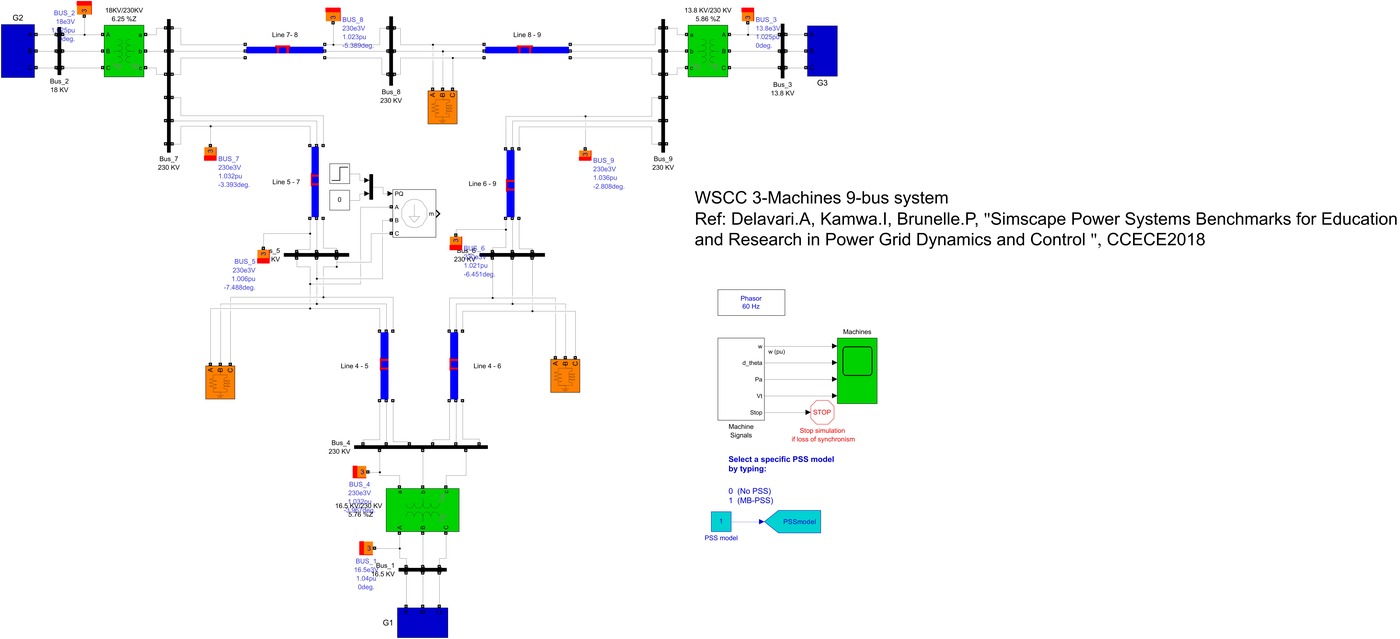 G2
BUS_2
18e3V
Bus_2
18 KV
18KV/230KV
6.25 %Z
Line 7- 8
BUS_8
230e3V
1.023pu
-5.389deg.
Bus_8
230 KV
Line 8 - 9
13.8 KV/230 KV
5.86 %Z
BUS_3
13.8e3V
1.025pu
0deg.
Bus_3
13.8 KV
G3
A
B
C
Bus_7
230 KV
BUS_7
230e3V
1.032pu
-3.393deg.
Line 5 - 7
0
PQ
A
B
C
m
Line 6 - 9
BUS_9
230e3V
1.036pu
-2.808deg.
Bus_9
230 KV
BUS_5
230e3V
1.006pu
-7.488deg.
BUS_6
230 KV
1.021pu
-6.451deg.
A
B
C
Line 4 - 5
Line 4 - 6
A
B
C
Bus_4
230 KV
BUS_4
230e3V
1.032pu
16.5 KV/230 KV
5.76 %Z
BUS_1
16.5e3V
1.04pu
0deg.
Bus_1
16.5 KV
G1
WSCC 3-Machines 9-bus system
Ref: Delavari.A, Kamwa.I, Brunelle.P, "Simscape Power Systems Benchmarks for Education
and Research in Power Grid Dynamics and Control ", CCECE2018
Phasor
60 Hz
Machines
w
w (pu)
d_theta
Pa
Vt
Stop
STOP
Machine
Signals
Stop simulation
if loss of synchronism
Select a specific PSS model
by typing:
0 (No PSS)
1 (MB-PSS)
1
PSSmodel
PSS model